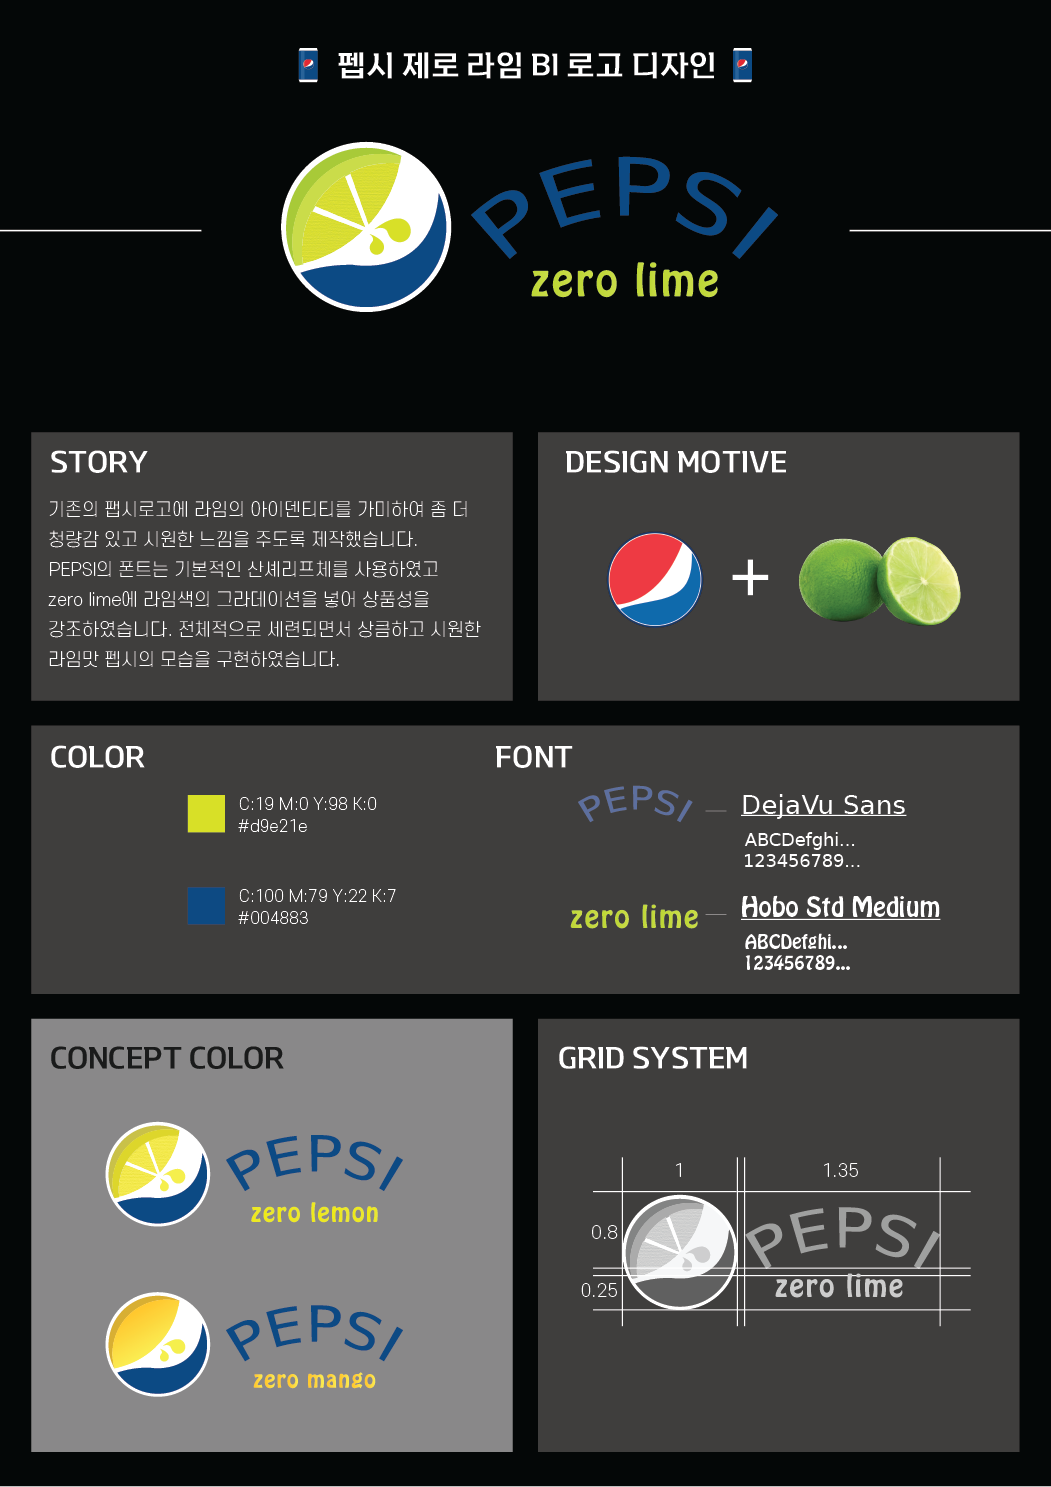 펩시 제로 라임 BI 로고 디자인
PEPSI
zero lime
STORY
기존의 팹시로고에 라임의 아이덴티티를 가미하여 좀 더
청량감 있고 시원한 느낌을 주도록 제작했습니다.
PEPSI의 폰트는 기본적인 산셰리프체를 사용하였고
zero lime에 라임색의 그라데이션을 넣어 상품성을
강조하였습니다. 전체적으로 세련되면서 상큼하고 시원한
라임맛 펩시의 모습을 구현하였습니다.
DESIGN MOTIVE
+
COLOR
C:19 M:0 Y:98 K:0
#d9e21e
C:100 M:79 Y:22 K:7
#004883
FONT
PEPSI
DejaVu Sans
ABCDefghi...
123456789...
zero lime
Hobo Std Medium
ABCDefghi...
123456789...
CONCEPT COLOR
PEPSI
zero lemon
PEPSI
zero mango
GRID SYSTEM
1
1.35
0.8
PEPSI
0.25
zero lime